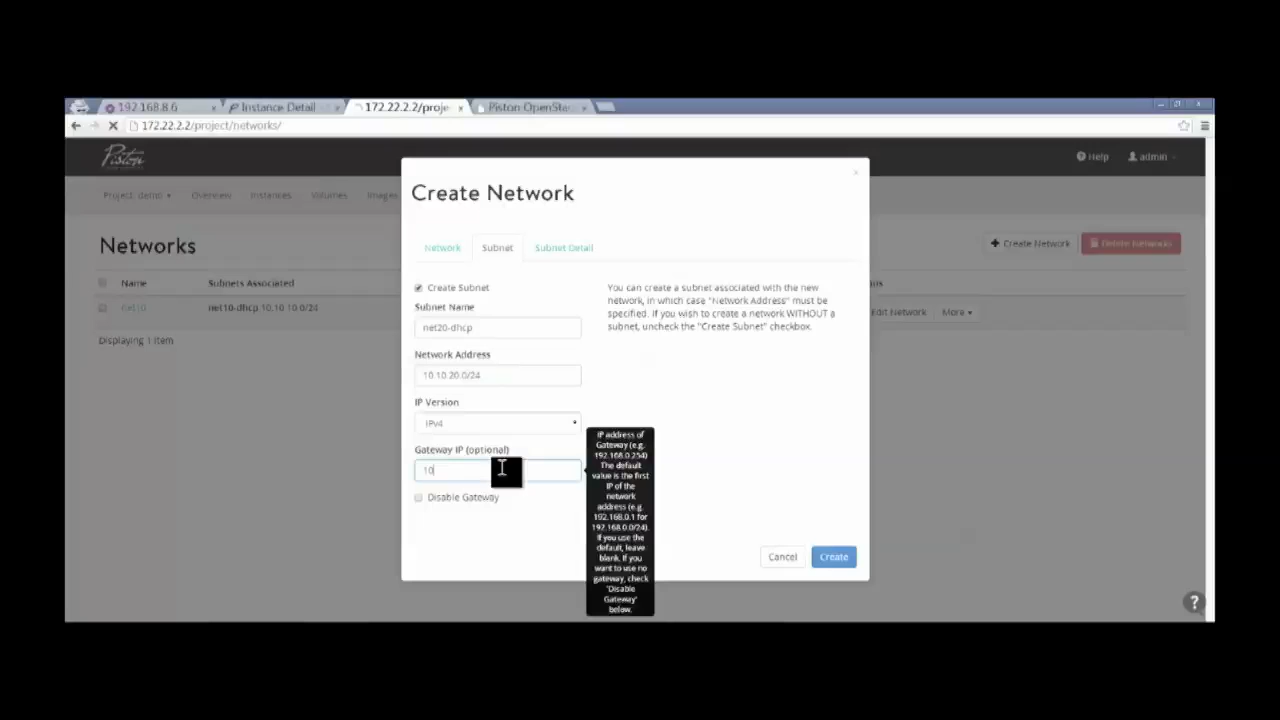 192.168.8.6
Instance Detail
172.22.2.2/proje
Piston OpenSta
172.22.2.2/project/networks/
Piston
Help
admin
Project: demo
Overview
Instances
Volumes
Images
Networks
Create Network
Delete Networks
Name
Subnets Associated
net10
net10-dhcp 10.10.10.0/24
Edit Network
More
Displaying 1 item
Create Network
Network
Subnet
Subnet Detail
Create Subnet
Subnet Name
net20-dhcp
Network Address
10.10.20.0/24
IP Version
IPv4
Gateway IP (optional)
10
Disable Gateway
You can create a subnet associated with the new
network, in which case "Network Address" must be
specified. If you wish to create a network WITHOUT a
subnet, uncheck the "Create Subnet" checkbox.
IP address of
Gateway (e.g.
192.168.0.254)
The default
value is the first
IP of the
network
address (e.g.
192.168.0.1 for
192.168.0.0/24).
If you use the
default, leave
blank. If you
want to use no
gateway, check
'Disable
Gateway'
below.
Cancel
Create
?